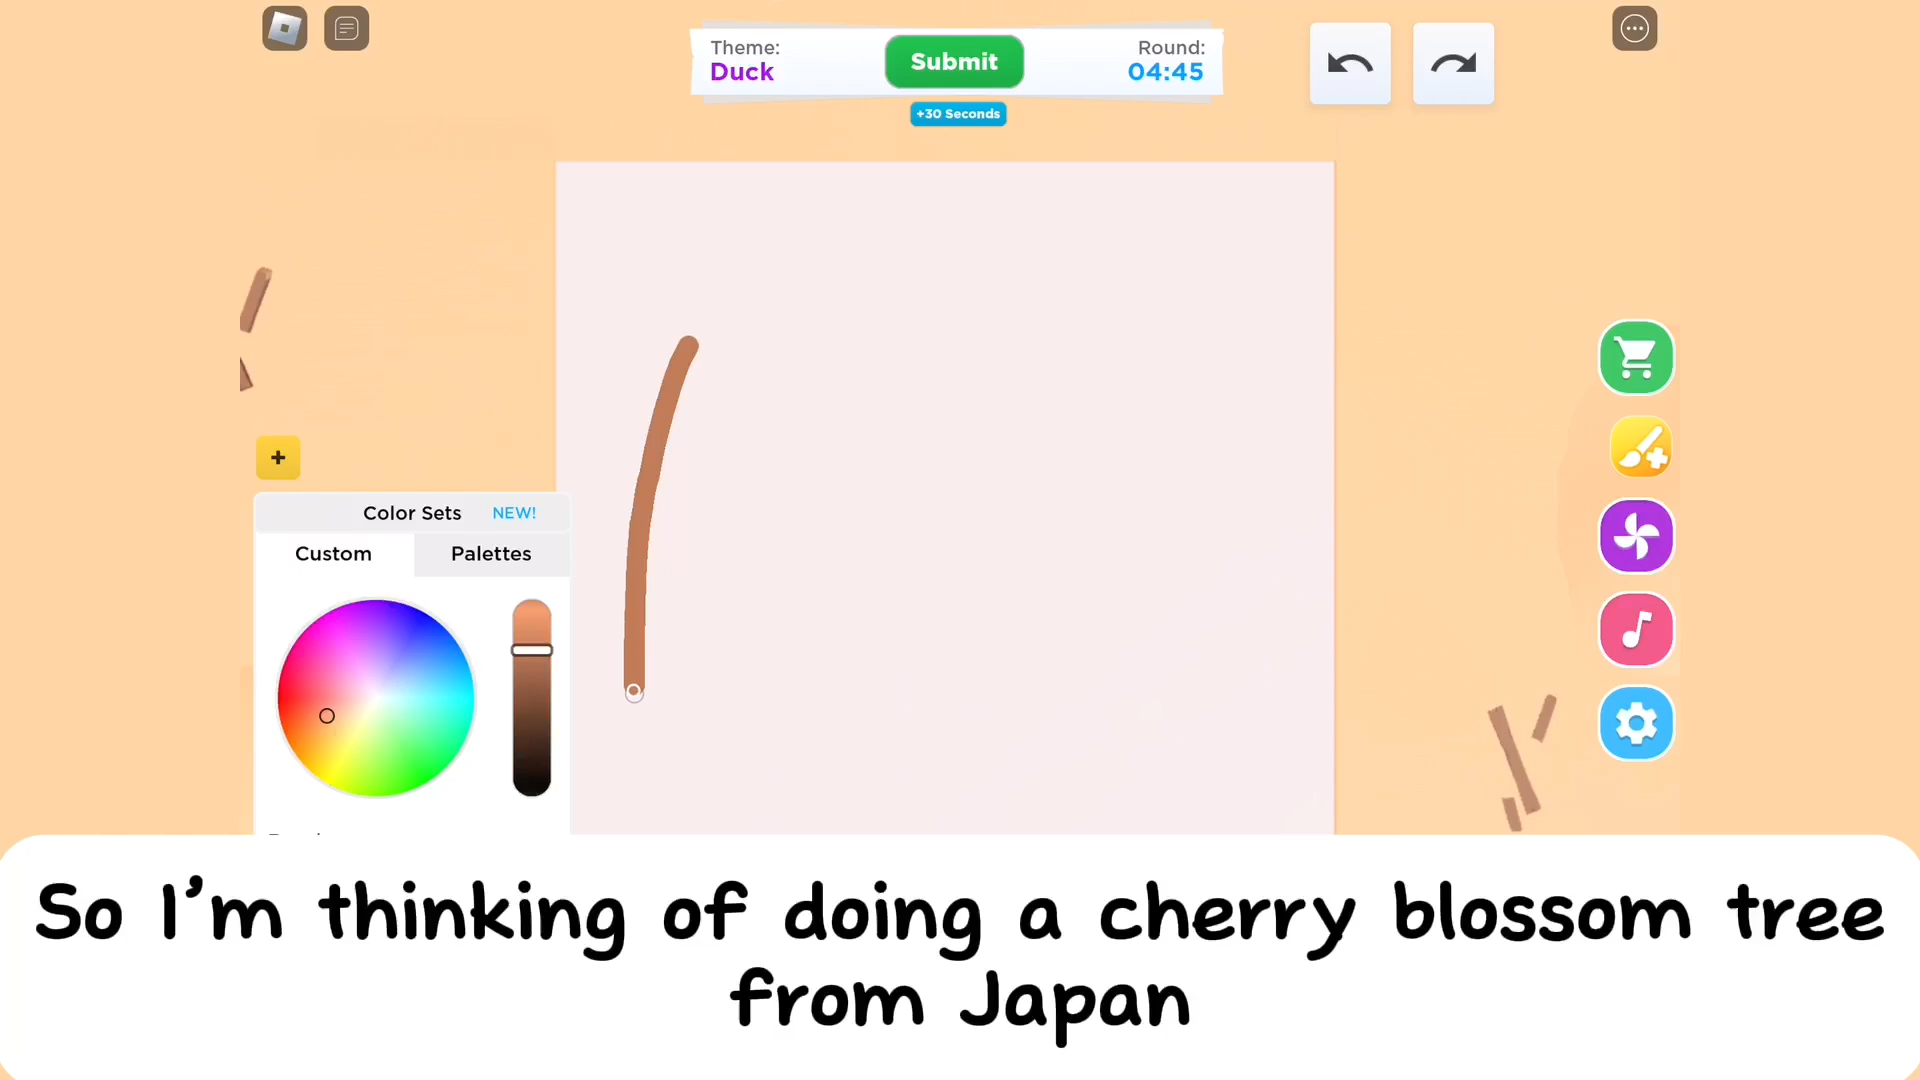 Theme:
Duck
Submit
Round:
04:45
+30 Seconds
+
Color Sets NEW!
Custom Palettes
So I'm thinking of doing a cherry blossom tree
from Japan